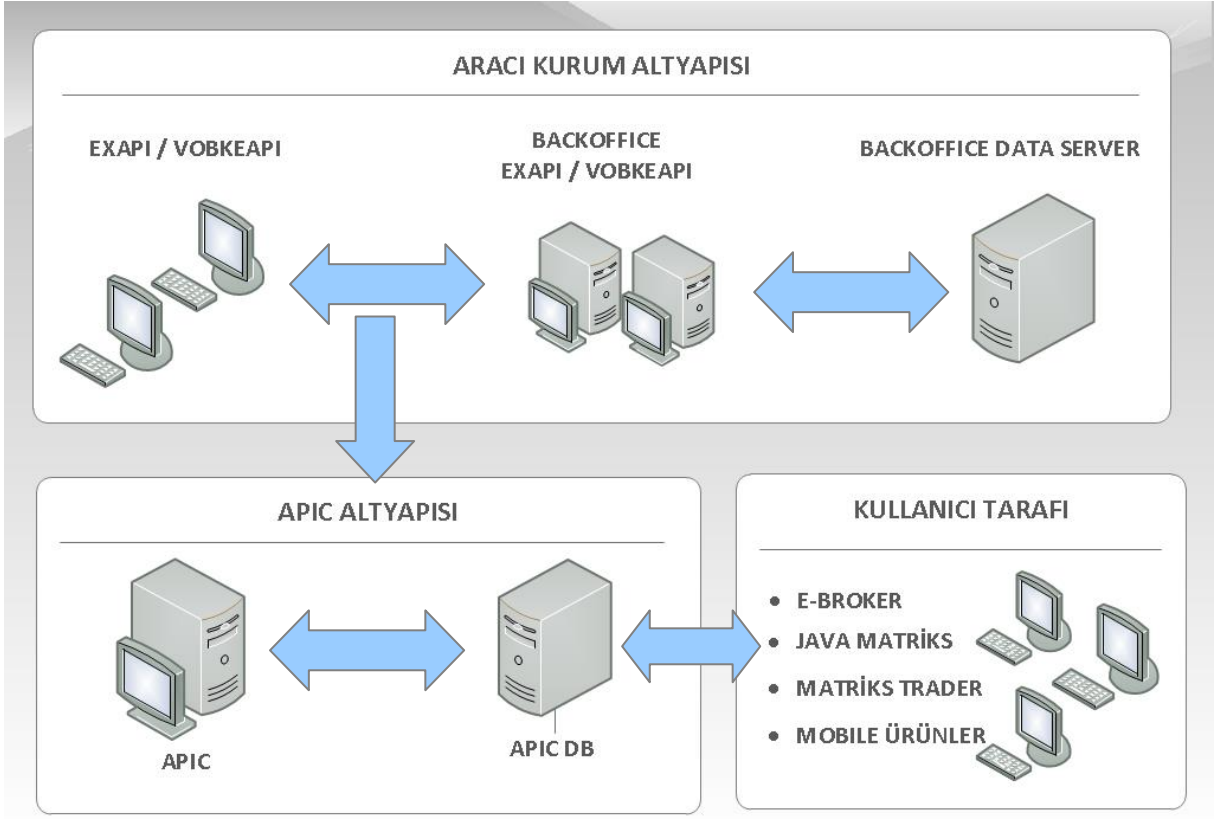 ARACI KURUM ALTYAPISI
EXAPI / VOBKEAPI
BACKOFFICE
EXAPI / VOBKEAPI
BACKOFFICE DATA SERVER
APIC ALTYAPISI
APIC
APIC DB
KULLANICI TARAFI
• E-BROKER
• JAVA MATRİKS
• MATRİKS TRADER
• MOBILE ÜRÜNLER